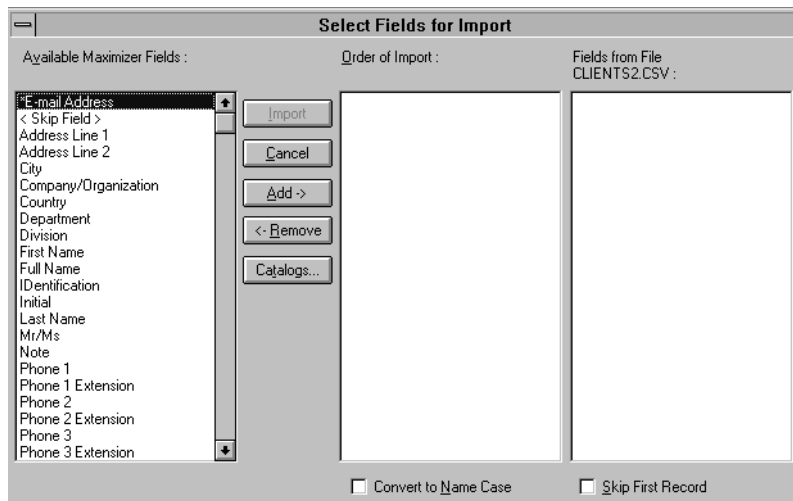 Select Fields for Import
Available Maximizer Fields :
Order of Import :
Fields from File
CLIENTS2.CSV :
*E-mail Address
< Skip Field >
Address Line 1
Address Line 2
City
Company/Organization
Country
Department
Division
First Name
Full Name
IDentification
Initial
Last Name
Mr/Ms
Note
Phone 1
Phone 1 Extension
Phone 2
Phone 2 Extension
Phone 3
Phone 3 Extension
Import
Cancel
Add ->
<- Remove
Catalogs...
Convert to Name Case
Skip First Record